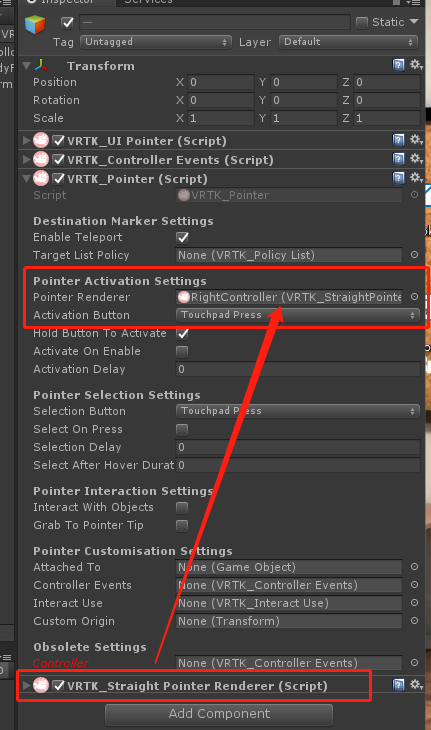 Inspector
Services
—
Static
Tag Untagged Layer Default
Transform
Position X 0 Y 0 Z 0
Rotation X 0 Y 0 Z 0
Scale X 1 Y 1 Z 1
VRTK_UI Pointer (Script)
VRTK_Controller Events (Script)
VRTK_Pointer (Script)
Script VRTK_Pointer
Destination Marker Settings
Enable Teleport
Target List Policy None (VRTK_Policy List)
Pointer Activation Settings
Pointer Renderer RightController (VRTK_StraightPointe
Activation Button Touchpad Press
Hold Button To Activate
Activate On Enable
Activation Delay 0
Pointer Selection Settings
Selection Button Touchpad Press
Select On Press
Selection Delay 0
Select After Hover Durat 0
Pointer Interaction Settings
Interact With Objects
Grab To Pointer Tip
Pointer Customisation Settings
Attached To None (Game Object)
Controller Events None (VRTK_Controller Events)
Interact Use None (VRTK_Interact Use)
Custom Origin None (Transform)
Obsolete Settings
Controller None (VRTK_Controller Events)
VRTK_Straight Pointer Renderer (Script)
Add Component